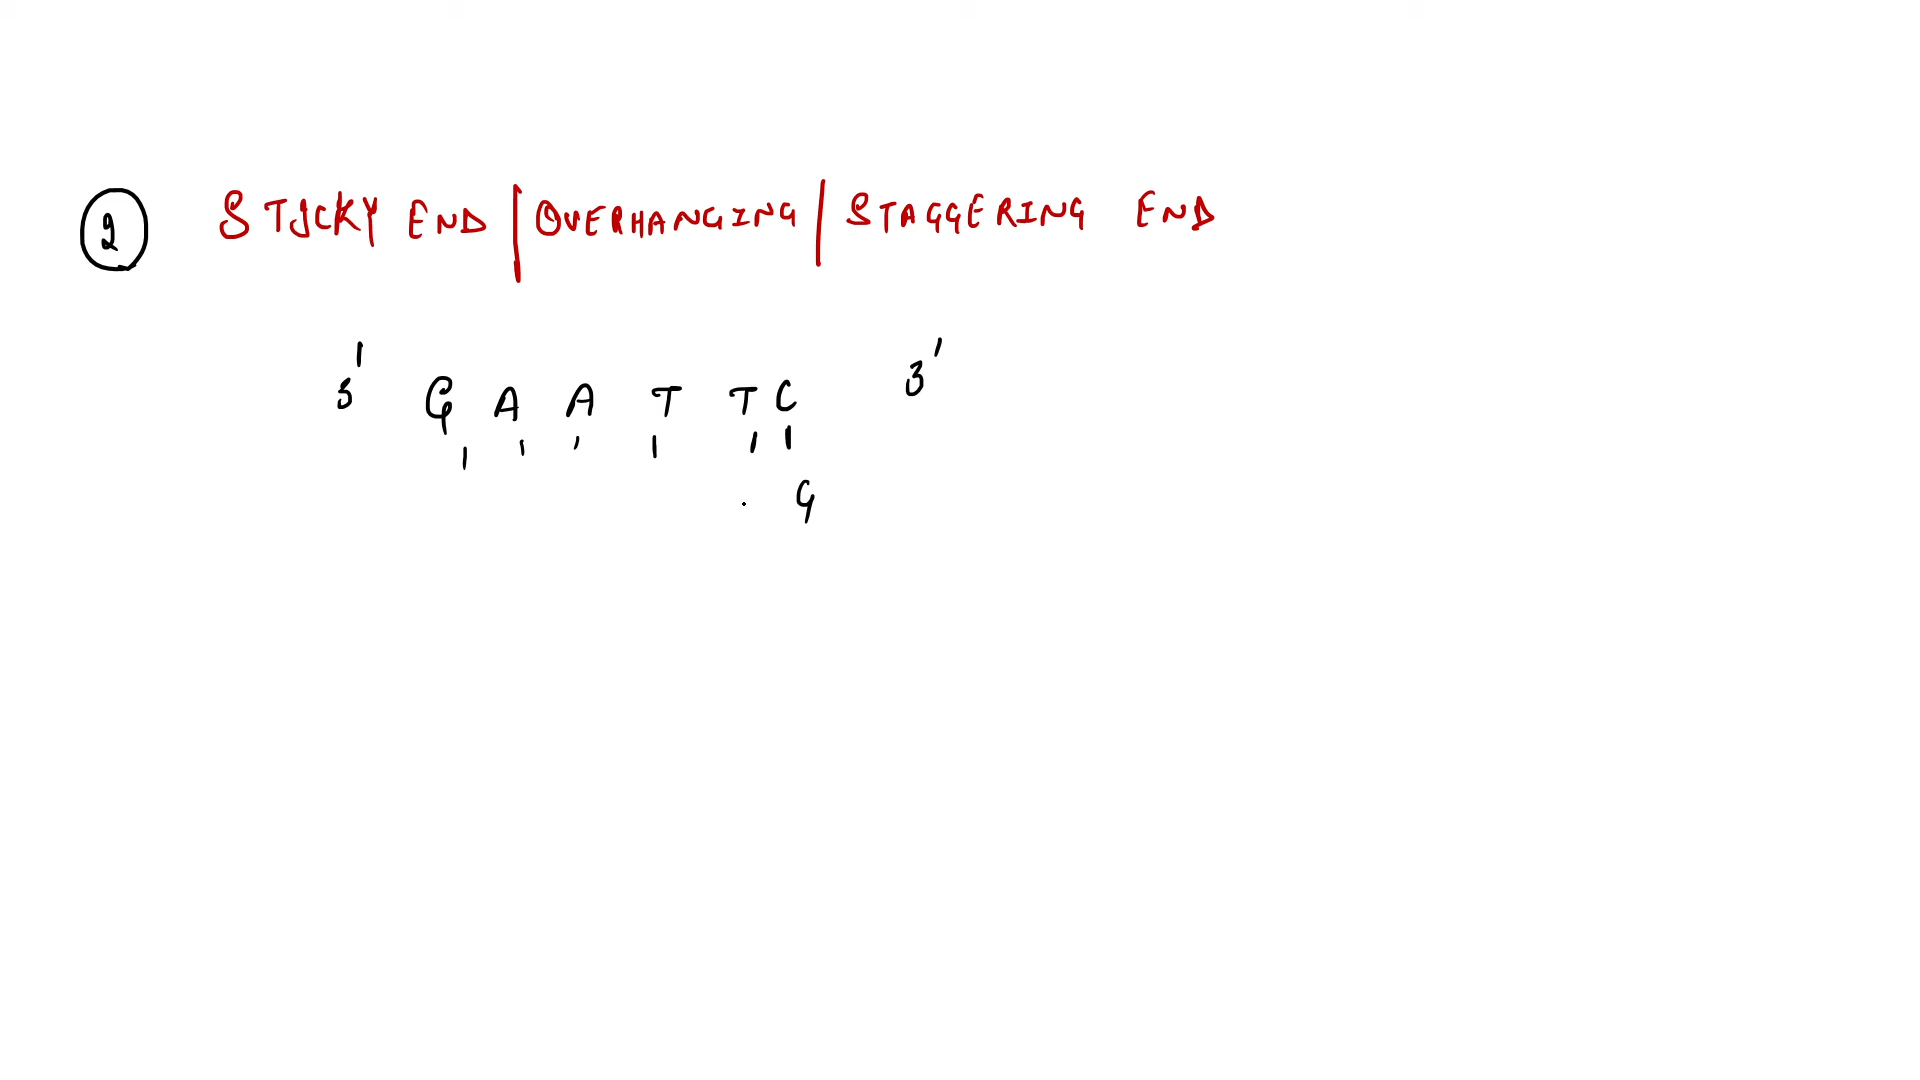 2 STICKY END | OVERHANGING | STAGGERING END
5' G A A T T C 3'
G